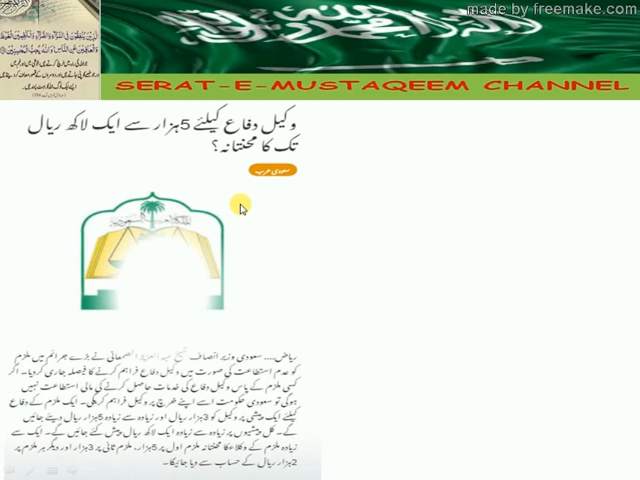 made by freemake.com
SERAT-E-MUSTAQEEM CHANNEL
وکیل دفاع کیلئے 5ہزار سے ایک لاکھ ریال
تک کا محنتانہ؟
سعودی عرب
ریاض.... سعودی وزیر انصاف شیخ عبدالعزیز الصمعانی نے بڑے جرائم میں ملزم
کو عدم استطاعت کی صورت میں وکیل دفاع فراہم کرنے کا فیصلہ جاری کردیا۔ اگر
کسی ملزم کے پاس وکیل دفاع کی خدمات حاصل کرنے کی مالی استطاعت نہیں
ہوگی تو سعودی حکومت اسے اپنے خرچ پر وکیل فراہم کریگی۔ ایک ملزم کے دفاع
کیلئے ایک پیشی پر وکیل کو 3ہزار ریال اور زیادہ سے زیادہ 5ہزار ریال دیئے جائیں
گے۔ کل پیشیوں پر زیادہ سے زیادہ ایک لاکھ ریال پیش کئے جائیں گے۔ ایک سے
زیادہ ملزم کے وکلاءکا محنتانہ ملزم اول پر 5ہزار، ملزم ثانی پر 3ہزار اور دیگر ہر ملزم پر
2ہزار ریال کے حساب سے دیا جائیگا۔